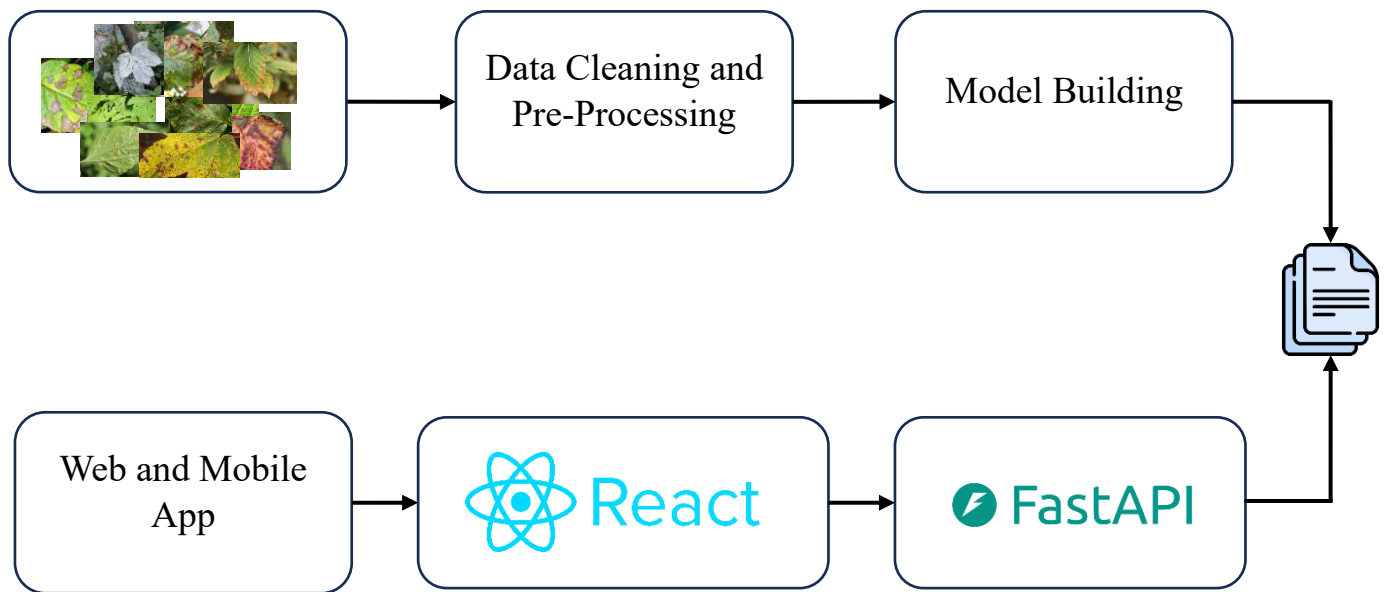 Data Cleaning and
Pre-Processing
Model Building
Web and Mobile
App
React
FastAPI